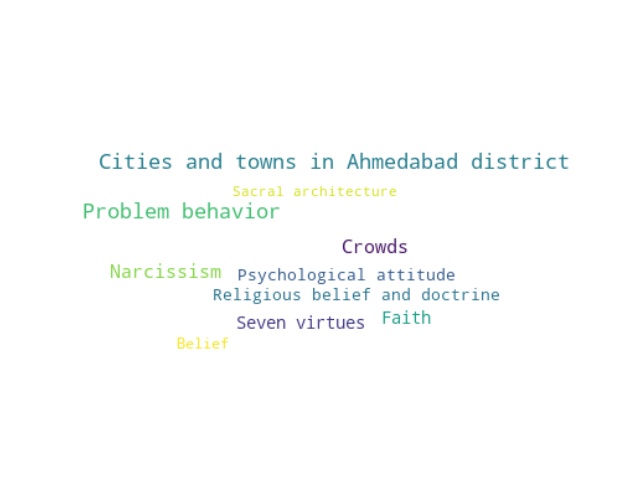 Cities and towns in Ahmedabad district
Sacral architecture
Problem behavior
Crowds
Narcissism
Psychological attitude
Religious belief and doctrine
Seven virtues
Faith
Belief